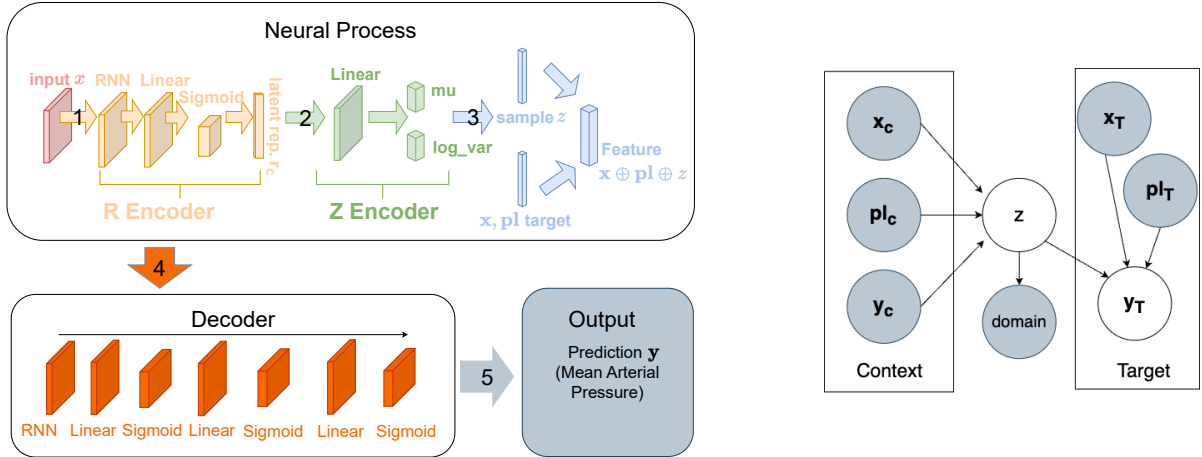 Neural Process
input x
RNN
Linear
Sigmoid
latent rep. r_c
1
R Encoder
2
Linear
mu
log_var
Z Encoder
3
sample z
x, pl target
Feature
x ⊕ pl ⊕ z
4
Decoder
RNN Linear Sigmoid Linear Sigmoid Linear Sigmoid
5
Output
Prediction y
(Mean Arterial
Pressure)
x_c
pl_c
y_c
Context
z
domain
x_T
pl_T
y_T
Target